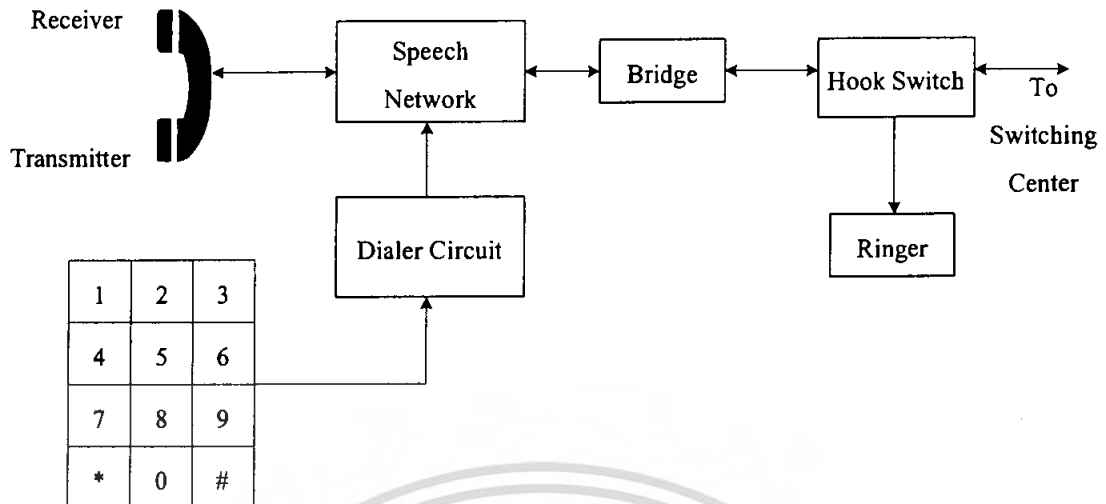 Receiver
Transmitter
Speech
Network
Bridge
Hook Switch
To
Switching
Center
Ringer
Dialer Circuit
1 2 3
4 5 6
7 8 9
* 0 #